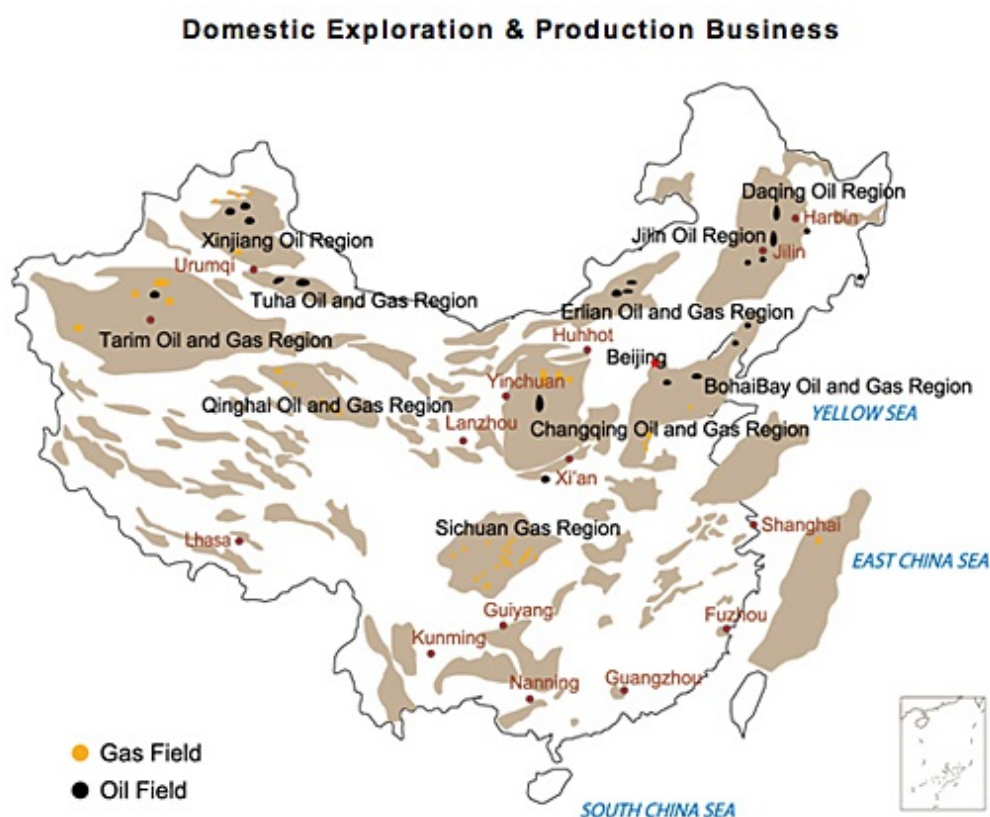 Domestic Exploration & Production Business
Daqing Oil Region
Harbin
Xinjiang Oil Region
Jilin Oil Region
Jilin
Urumqi
Tuha Oil and Gas Region
Erlian Oil and Gas Region
Tarim Oil and Gas Region
Huhhot
Beijing
Yinchuan
BohaiBay Oil and Gas Region
Qinghal Oil and Gas Region
YELLOW SEA
Lanzhou
Changqing Oil and Gas Region
Xi'an
Sichuan Gas Region
Shanghai
Lhasa
EAST CHINA SEA
Guiyang
Fuzhou
Kunming
Nanning
Guangzhou
Gas Field
Oil Field
SOUTH CHINA SEA